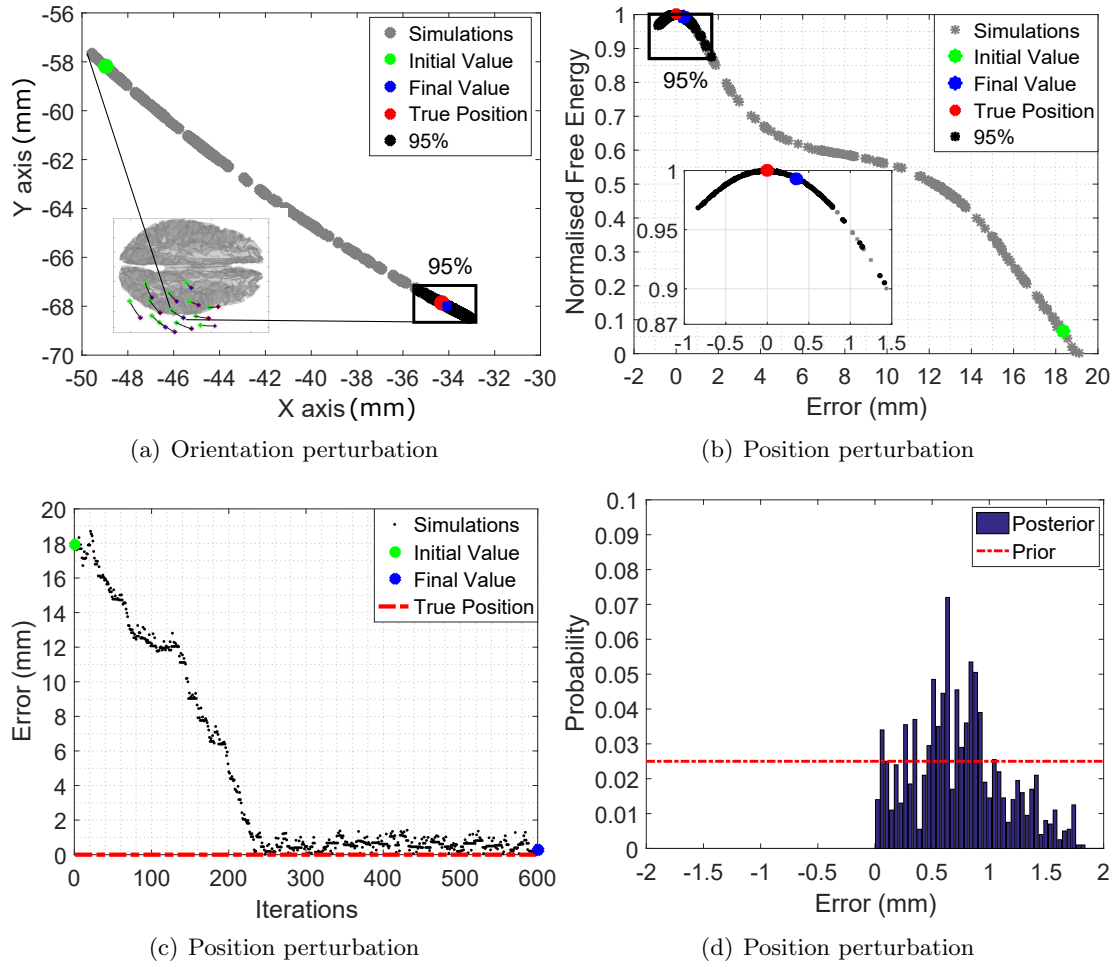 -56
-58
-60
-62
-64
-66
-68
-70
Y axis (mm)
Simulations
Initial Value
Final Value
True Position
95%
95%
-50 -48 -46 -44 -42 -40 -38 -36 -34 -32 -30
X axis (mm)
(a) Orientation perturbation
1
0.9
0.8
0.7
0.6
0.5
0.4
0.3
0.2
0.1
0
Normalised Free Energy
Simulations
Initial Value
Final Value
True Position
95%
95%
1
0.95
0.9
0.87
-1 -0.5 0 0.5 1 1.5
-2 0 2 4 6 8 10 12 14 16 18 20
Error (mm)
(b) Position perturbation
20
18
16
14
12
10
8
6
4
2
0
Error (mm)
Simulations
Initial Value
Final Value
True Position
0 100 200 300 400 500 600
Iterations
(c) Position perturbation
0.1
0.09
0.08
0.07
0.06
0.05
0.04
0.03
0.02
0.01
0
Probability
Posterior
Prior
-2 -1.5 -1 -0.5 0 0.5 1 1.5 2
Error (mm)
(d) Position perturbation